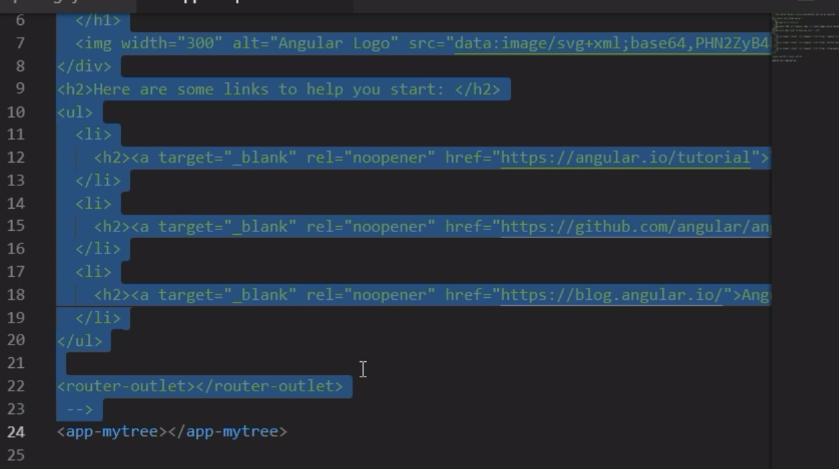 6 </h1>
7 <img width="300" alt="Angular Logo" src="data:image/svg+xml;base64,PHN2ZyB4
8 </div>
9 <h2>Here are some links to help you start: </h2>
10 <ul>
11 <li>
12 <h2><a target="_blank" rel="noopener" href="https://angular.io/tutorial">
13 </li>
14 <li>
15 <h2><a target="_blank" rel="noopener" href="https://github.com/angular/an
16 </li>
17 <li>
18 <h2><a target="_blank" rel="noopener" href="https://blog.angular.io/">Ang
19 </li>
20 </ul>
21
22 <router-outlet></router-outlet>
23 -->
24 <app-mytree></app-mytree>
25